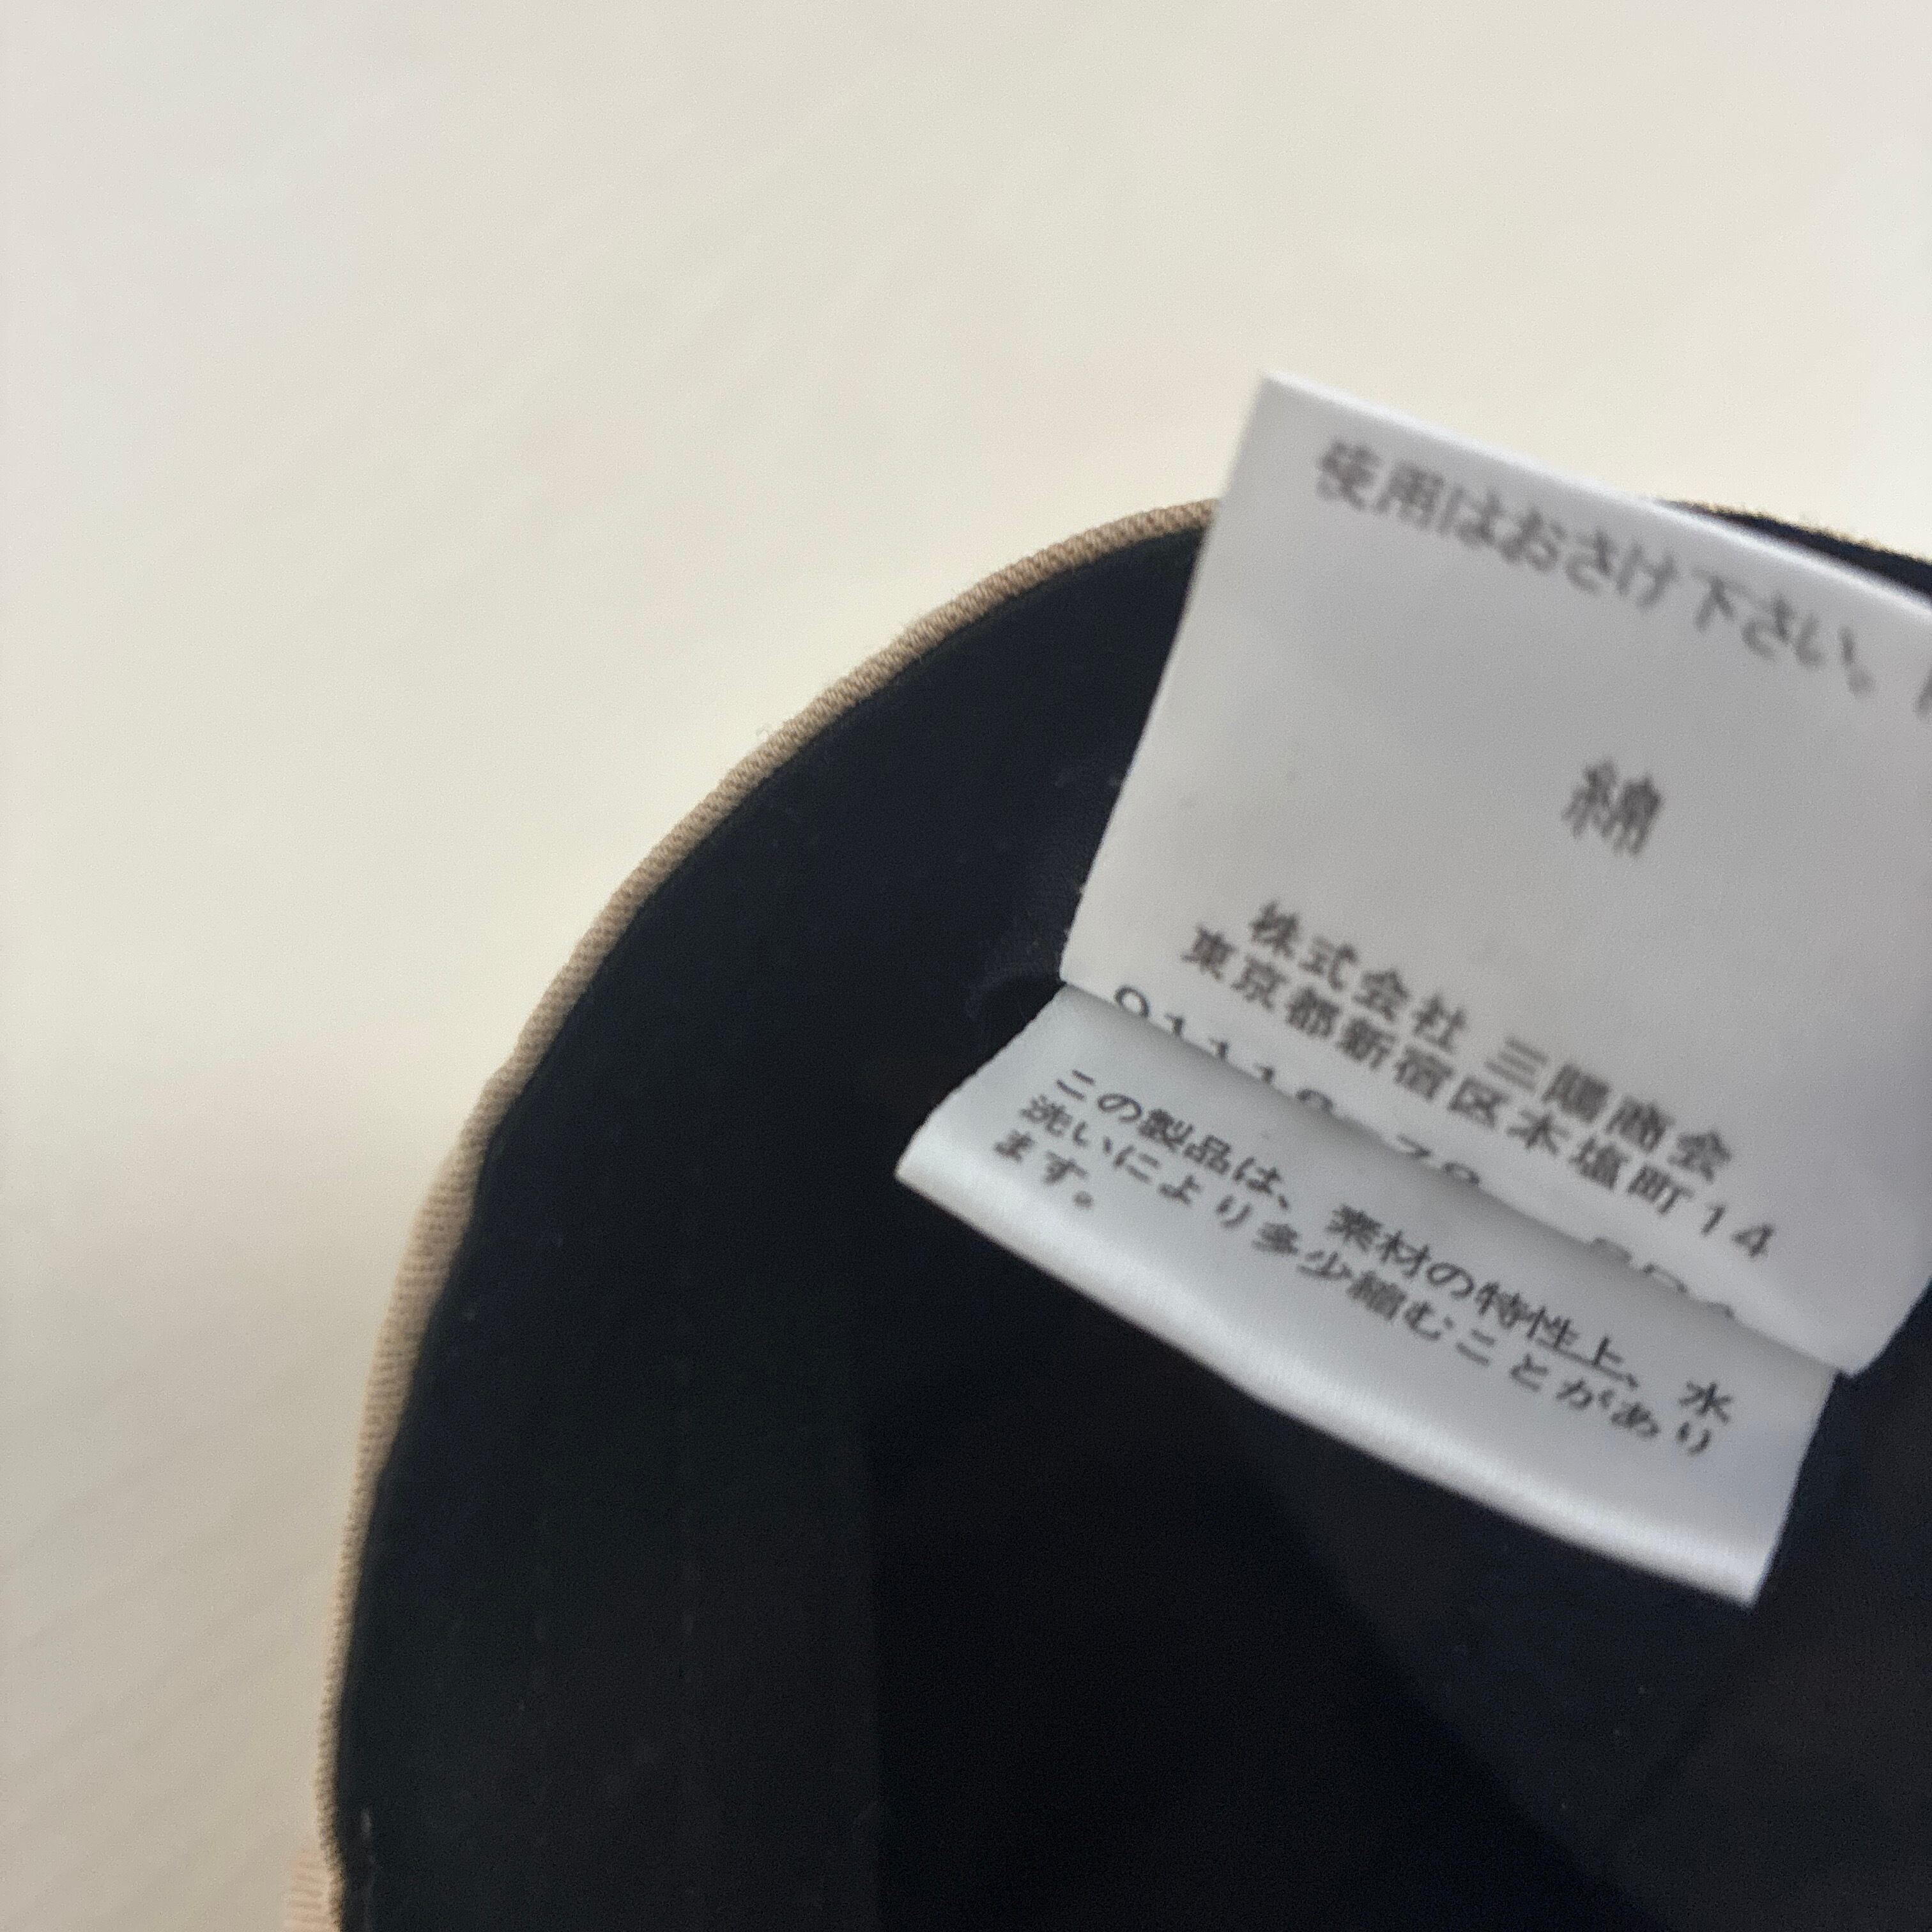 使用はおさけ下さい。
綿
株式会社 三陽商会
東京都新宿区本塩町14
この製品は、素材の特性上、水
洗いにより多少縮むことがあり
ます。